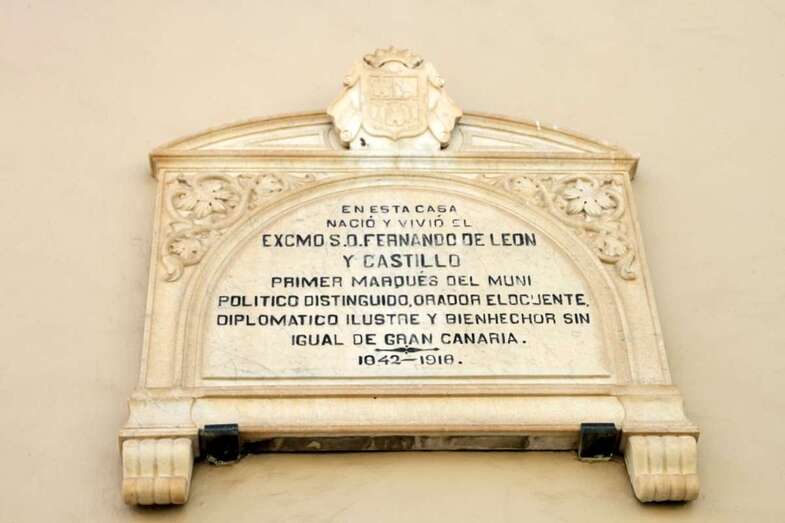 EN ESTA CASA
NACIÓ Y VIVIÓ EL
EXCMO S.D. FERNANDO DE LEON
Y CASTILLO
PRIMER MARQUÉS DEL MUNI
POLITICO DISTINGUIDO, ORADOR ELOCUENTE,
DIPLOMATICO ILUSTRE Y BIENHECHOR SIN
IGUAL DE GRAN CANARIA.
1842-1918.